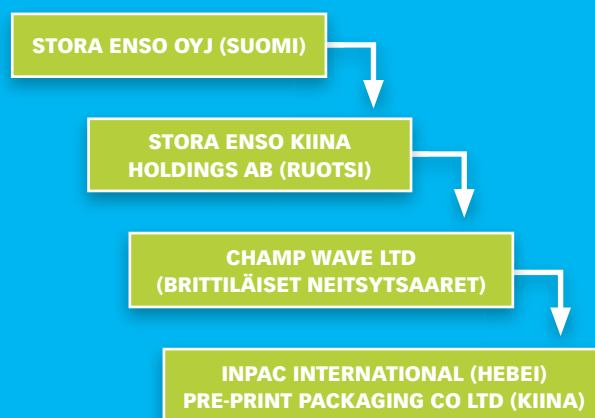 STORA ENSO OYJ (SUOMI)
STORA ENSO KIINA
HOLDINGS AB (RUOTSI)
CHAMP WAVE LTD
(BRITTILÄISET NEITSYTSAARET)
INPAC INTERNATIONAL (HEBEI)
PRE-PRINT PACKAGING CO LTD (KIINA)